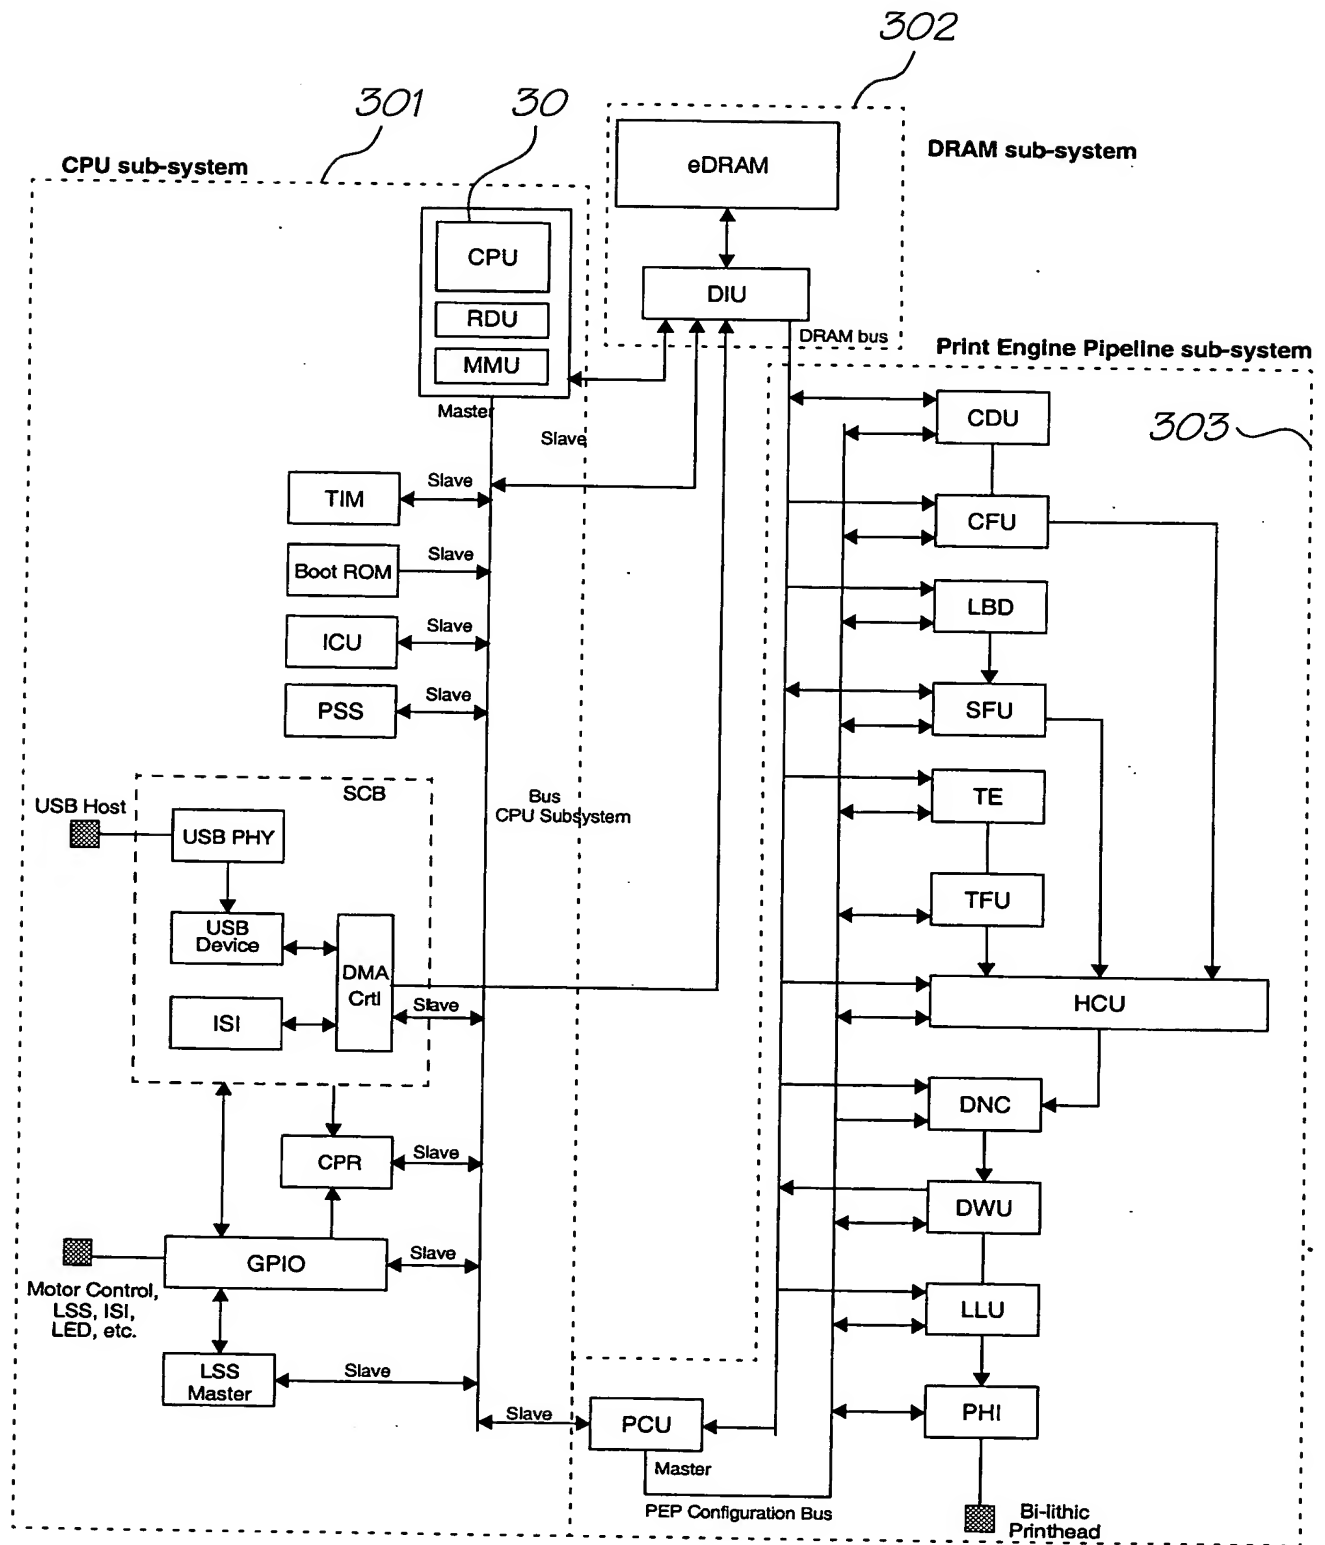 302
301
30
CPU sub-system
DRAM sub-system
eDRAM
CPU
RDU
MMU
DIU
DRAM bus
Print Engine Pipeline sub-system
Master
Slave
303
CDU
TIM
Slave
CFU
Boot ROM
Slave
LBD
ICU
Slave
PSS
Slave
SFU
SCB
TE
USB Host
USB PHY
Bus
CPU Subsystem
TFU
USB
Device
DMA
Crtl
ISI
Slave
HCU
DNC
CPR
Slave
DWU
GPIO
Slave
Motor Control,
LSS, ISI,
LED, etc.
LLU
LSS
Master
Slave
Slave
PCU
PHI
Master
PEP Configuration Bus
Bi-lithic
Printhead